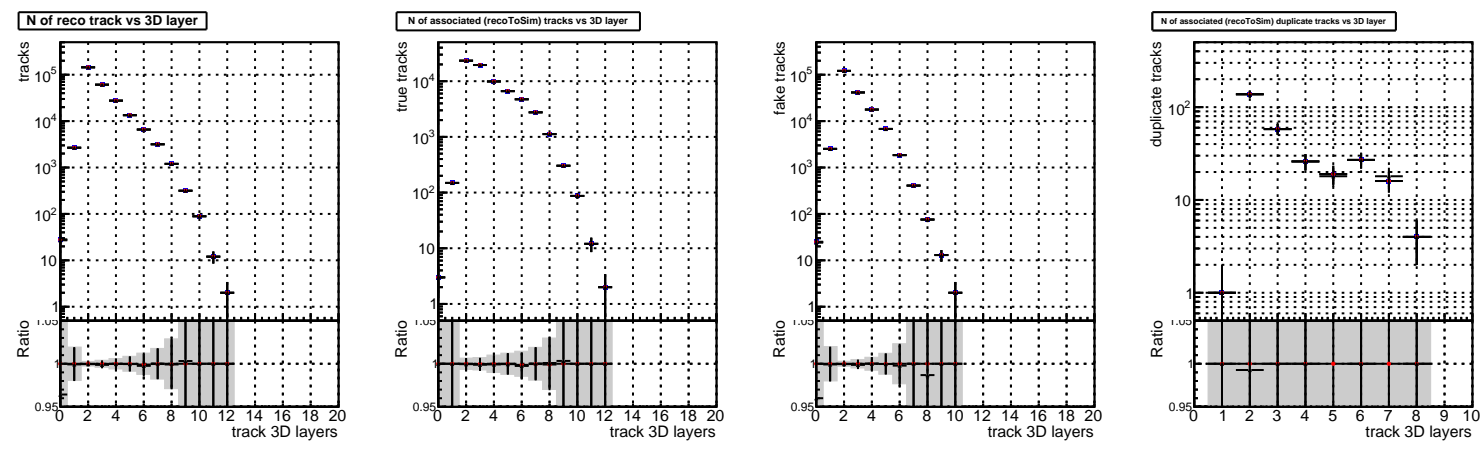 N of reco track vs 3D layer
tracks
10^5
10^4
10^3
10^2
10
1
Ratio
1.05
1
0.95
0 2 4 6 8 10 12 14 16 18 20
track 3D layers
N of associated (recoToSim) tracks vs 3D layer
true tracks
10^4
10^3
10^2
10
1
Ratio
1.05
1
0.95
0 2 4 6 8 10 12 14 16 18 20
track 3D layers
fake tracks
10^5
10^4
10^3
10^2
10
1
Ratio
1.05
1
0.95
0 2 4 6 8 10 12 14 16 18 20
track 3D layers
N of associated (recoToSim) duplicate tracks vs 3D layer
duplicate tracks
10^2
10
1
Ratio
1.05
1
0.95
0 1 2 3 4 5 6 7 8 9 10
track 3D layers